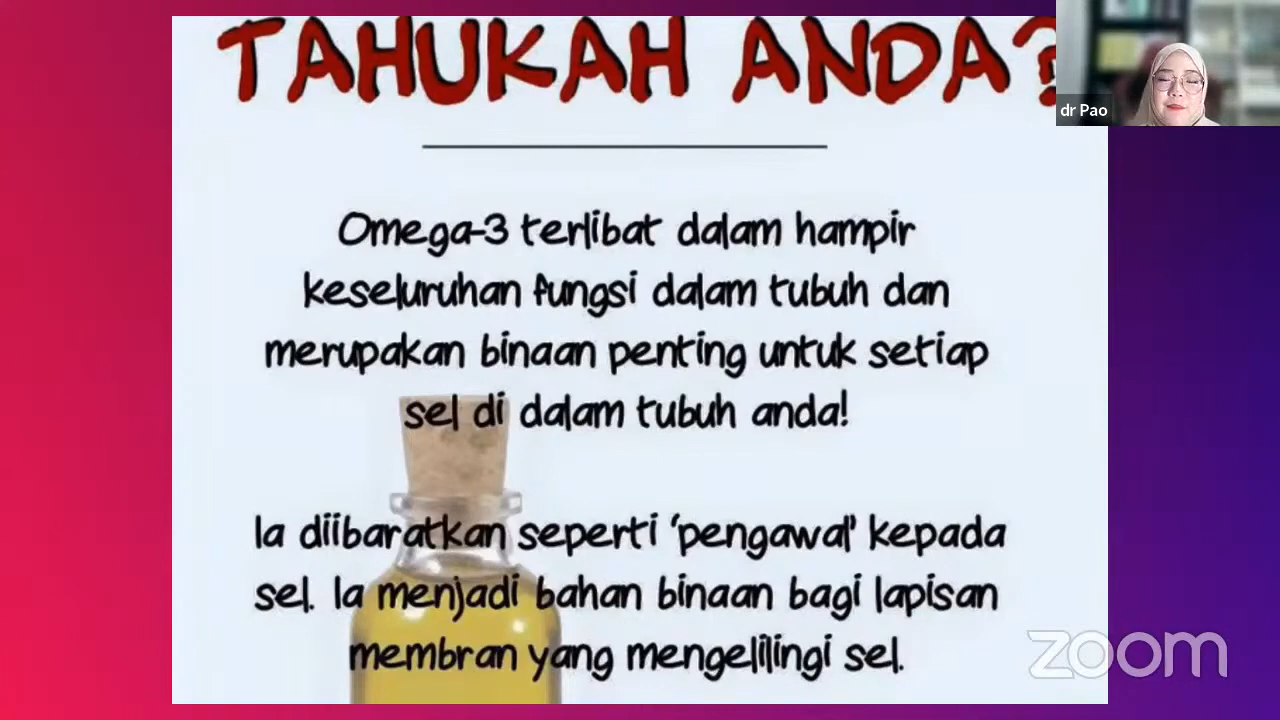 TAHUKAH ANDA?
dr Pao
Omega-3 terlibat dalam hampir
keseluruhan fungsi dalam tubuh dan
merupakan binaan penting untuk setiap
sel di dalam tubuh anda!
Ia diibaratkan seperti 'pengawal' kepada
sel. Ia menjadi bahan binaan bagi lapisan
membran yang mengelilingi sel.
zoom